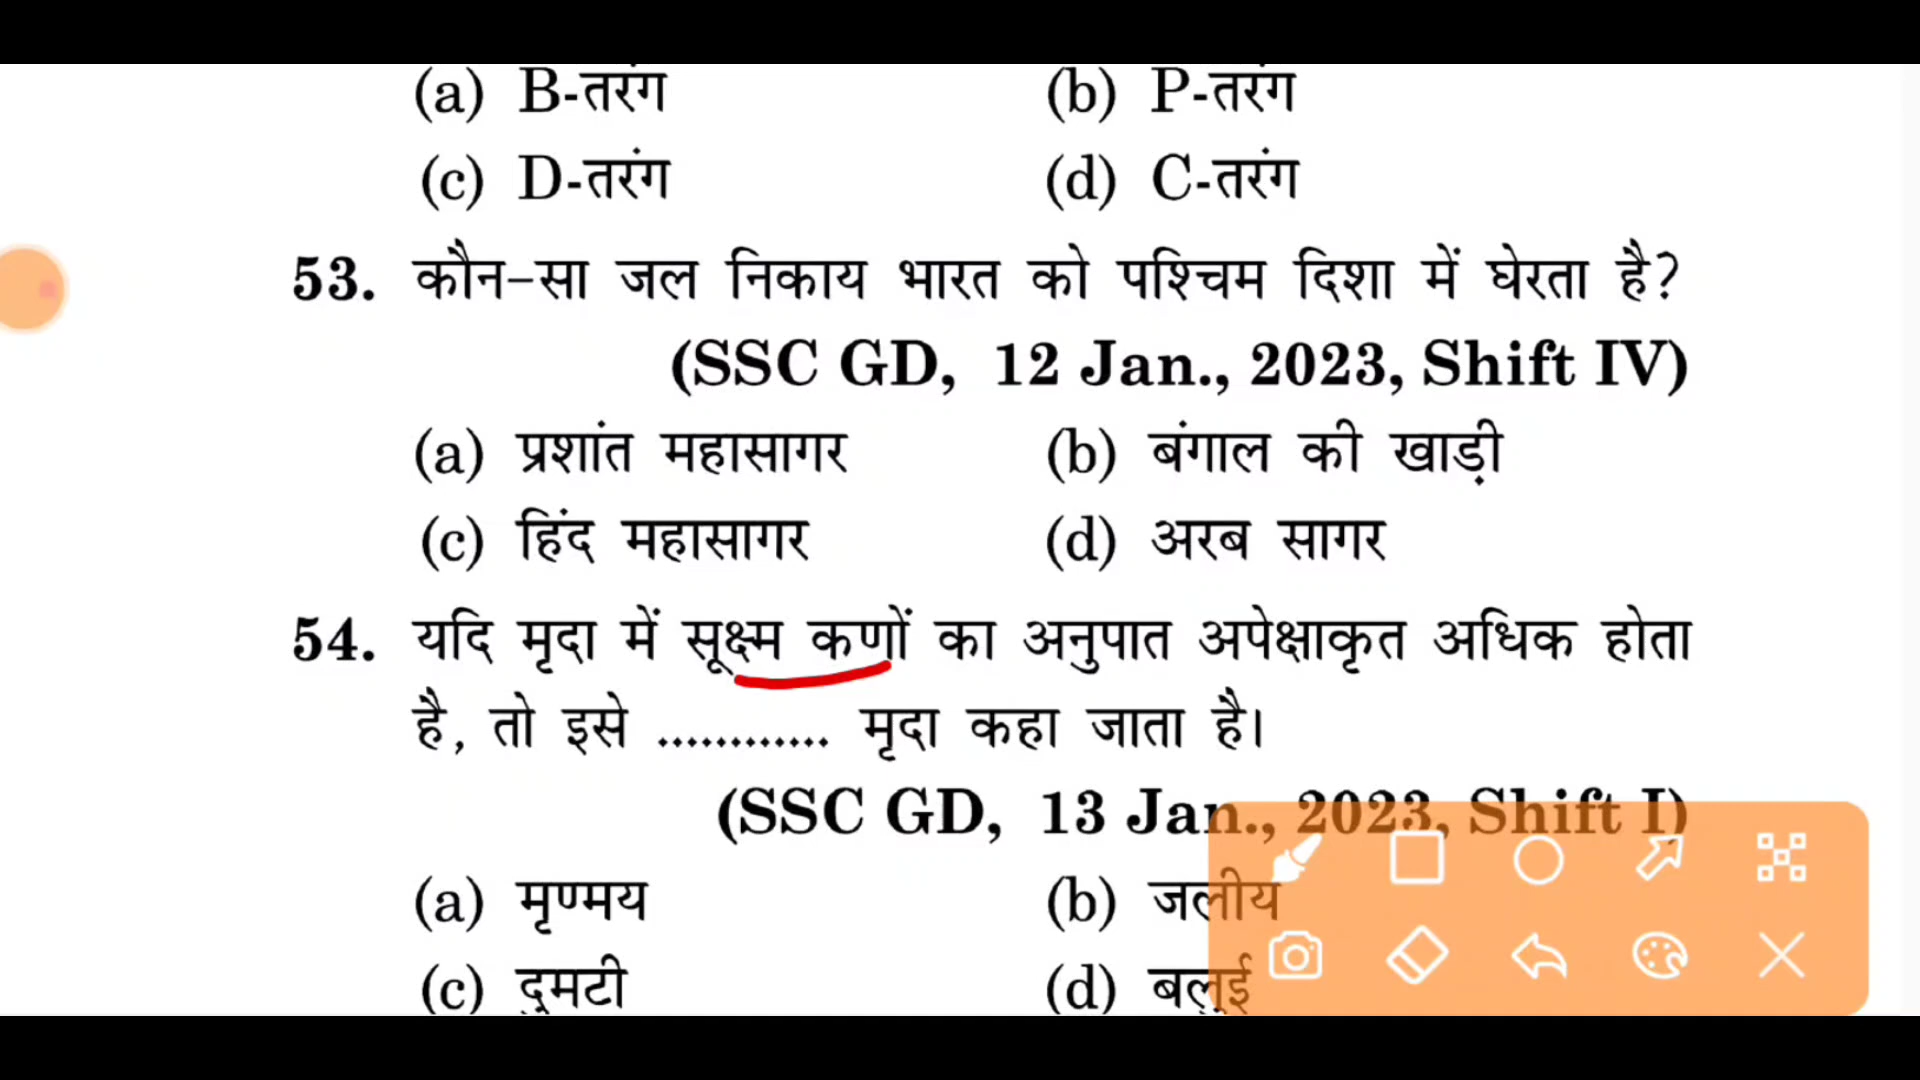 (a) B-तरंग (b) P-तरंग
(c) D-तरंग (d) C-तरंग
53. कौन-सा जल निकाय भारत को पश्चिम दिशा में घेरता है?
(SSC GD, 12 Jan., 2023, Shift IV)
(a) प्रशांत महासागर (b) बंगाल की खाड़ी
(c) हिंद महासागर (d) अरब सागर
54. यदि मृदा में सूक्ष्म कणों का अनुपात अपेक्षाकृत अधिक होता
है, तो इसे ............ मृदा कहा जाता है।
(SSC GD, 13 Jan., 2023, Shift I)
(a) मृण्मय (b) जलीय
(c) दुमटी (d) बलुई